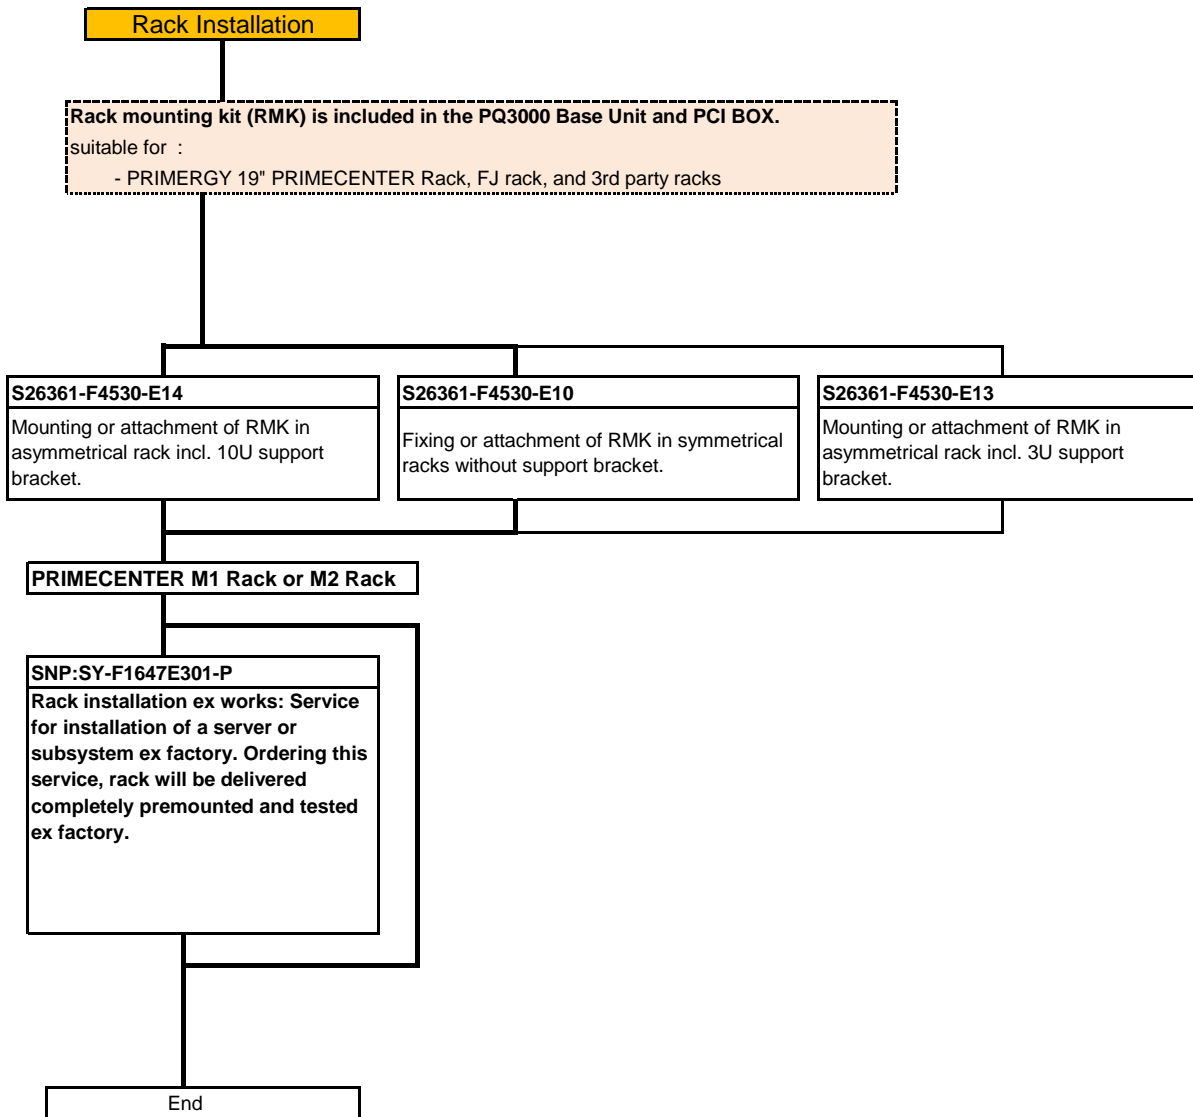 Rack Installation
Rack mounting kit (RMK) is included in the PQ3000 Base Unit and PCI BOX.
suitable for :
- PRIMERGY 19" PRIMECENTER Rack, FJ rack, and 3rd party racks
S26361-F4530-E14
Mounting or attachment of RMK in
asymmetrical rack incl. 10U support
bracket.
S26361-F4530-E10
Fixing or attachment of RMK in symmetrical
racks without support bracket.
S26361-F4530-E13
Mounting or attachment of RMK in
asymmetrical rack incl. 3U support
bracket.
PRIMECENTER M1 Rack or M2 Rack
SNP:SY-F1647E301-P
Rack installation ex works: Service
for installation of a server or
subsystem ex factory. Ordering this
service, rack will be delivered
completely premounted and tested
ex factory.
End